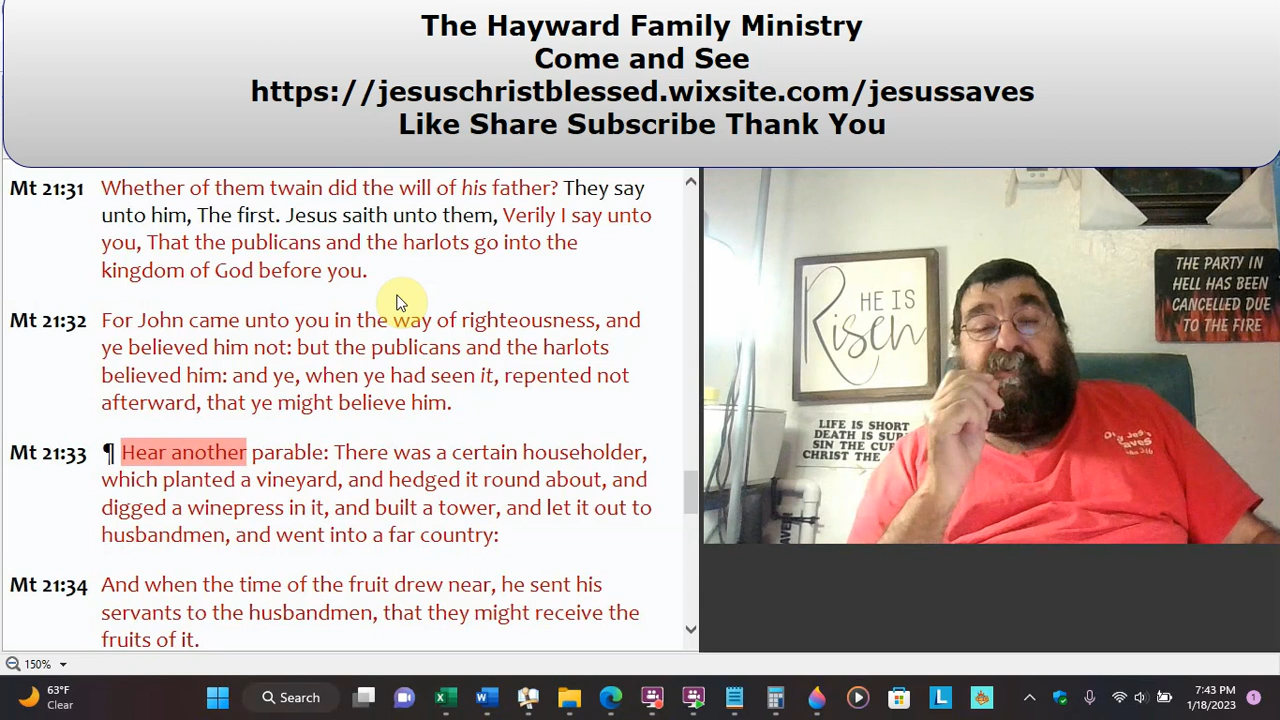 The Hayward Family Ministry
Come and See
https://jesuschristblessed.wixsite.com/jesussaves
Like Share Subscribe Thank You
Mt 21:31 Whether of them twain did the will of his father? They say
unto him, The first. Jesus saith unto them, Verily I say unto
you, That the publicans and the harlots go into the
kingdom of God before you.
Mt 21:32 For John came unto you in the way of righteousness, and
ye believed him not: but the publicans and the harlots
believed him: and ye, when ye had seen it, repented not
afterward, that ye might believe him.
Mt 21:33 ¶ Hear another parable: There was a certain householder,
which planted a vineyard, and hedged it round about, and
digged a winepress in it, and built a tower, and let it out to
husbandmen, and went into a far country:
Mt 21:34 And when the time of the fruit drew near, he sent his
servants to the husbandmen, that they might receive the
fruits of it.
HE IS
Risen
THE PARTY IN
HELL HAS BEEN
CANCELLED DUE
TO THE FIRE
LIFE IS SHORT
DEATH IS SUR
SIN THE CU
CHRIST THE
150%
63°F
Clear
Search
7:43 PM
1/18/2023
1